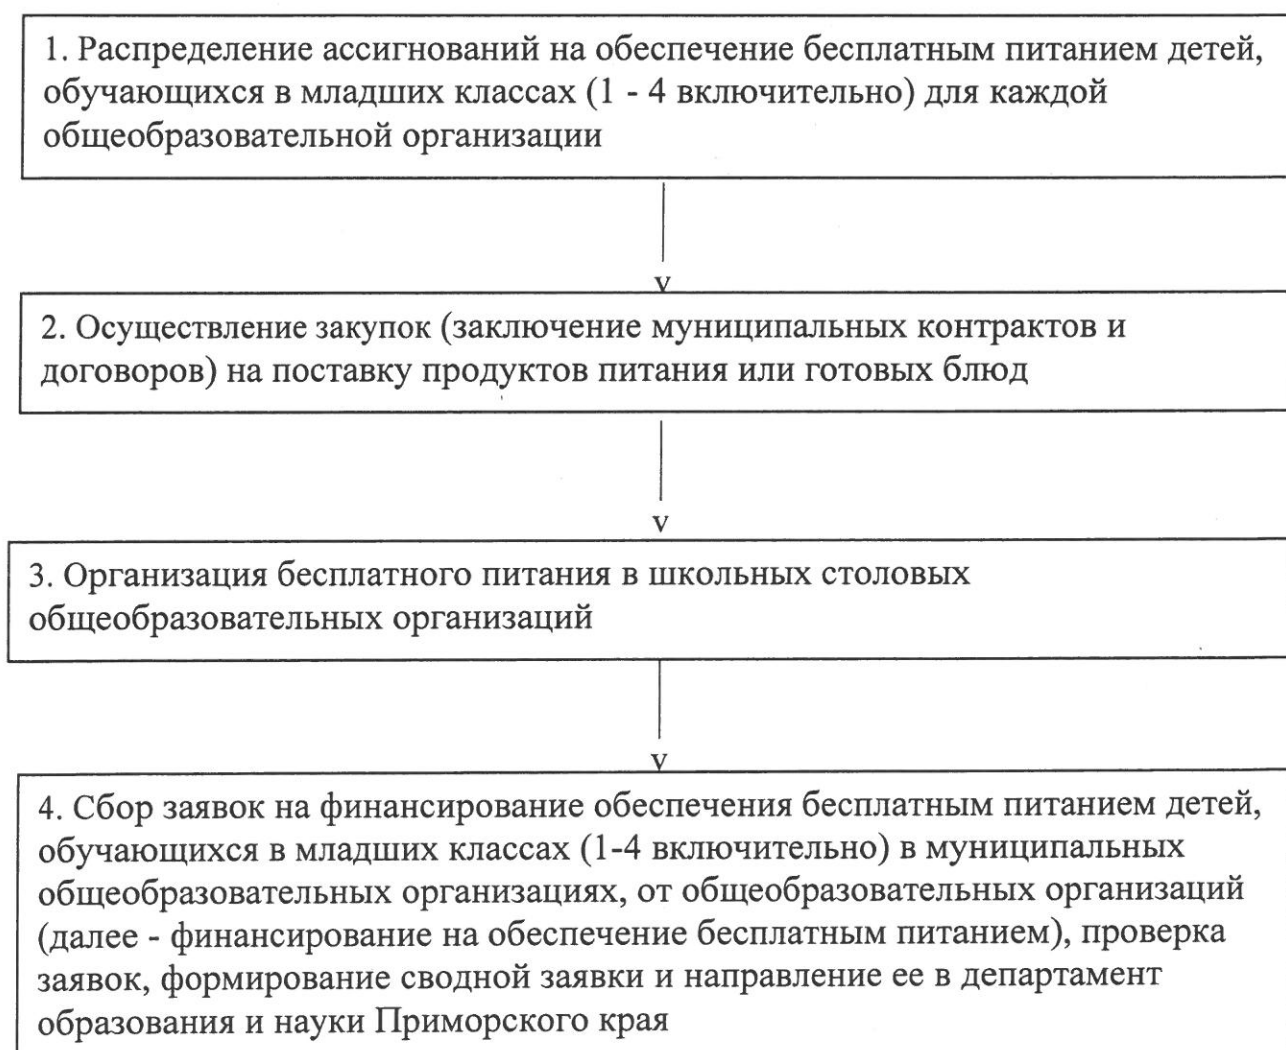 1. Распределение ассигнований на обеспечение бесплатным питанием детей,
обучающихся в младших классах (1 - 4 включительно) для каждой
общеобразовательной организации
v
2. Осуществление закупок (заключение муниципальных контрактов и
договоров) на поставку продуктов питания или готовых блюд
v
3. Организация бесплатного питания в школьных столовых
общеобразовательных организаций
v
4. Сбор заявок на финансирование обеспечения бесплатным питанием детей,
обучающихся в младших классах (1-4 включительно) в муниципальных
общеобразовательных организациях, от общеобразовательных организаций
(далее - финансирование на обеспечение бесплатным питанием), проверка
заявок, формирование сводной заявки и направление ее в департамент
образования и науки Приморского края